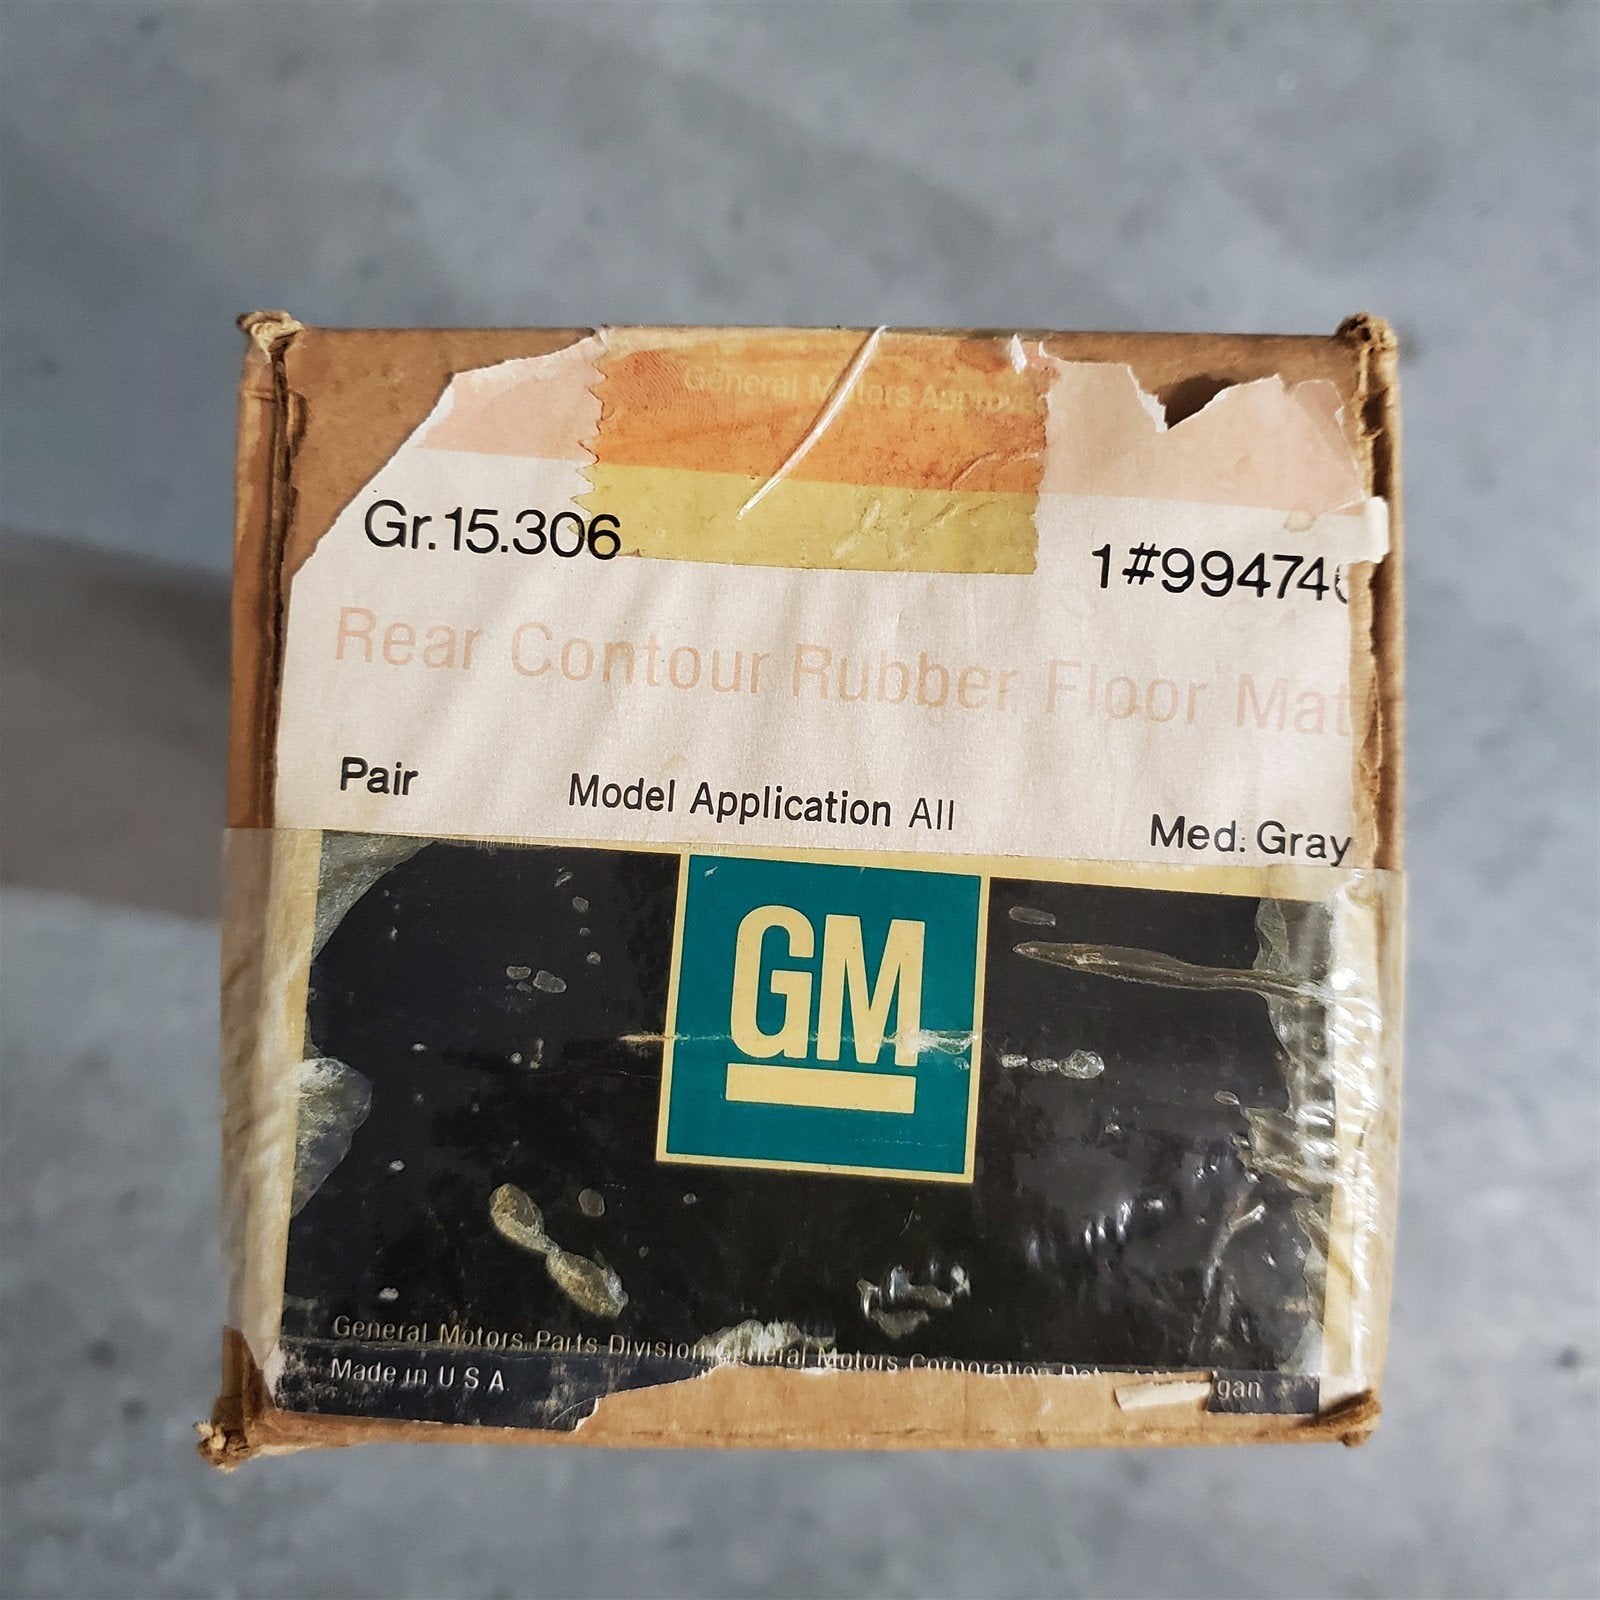 General Motors Approved
Gr.15.306
1#99474
Rear Contour Rubber Floor Mat
Pair
Model Application All
Med. Gray
GM
General Motors Parts Division General Motors Corporation
Made in U S A